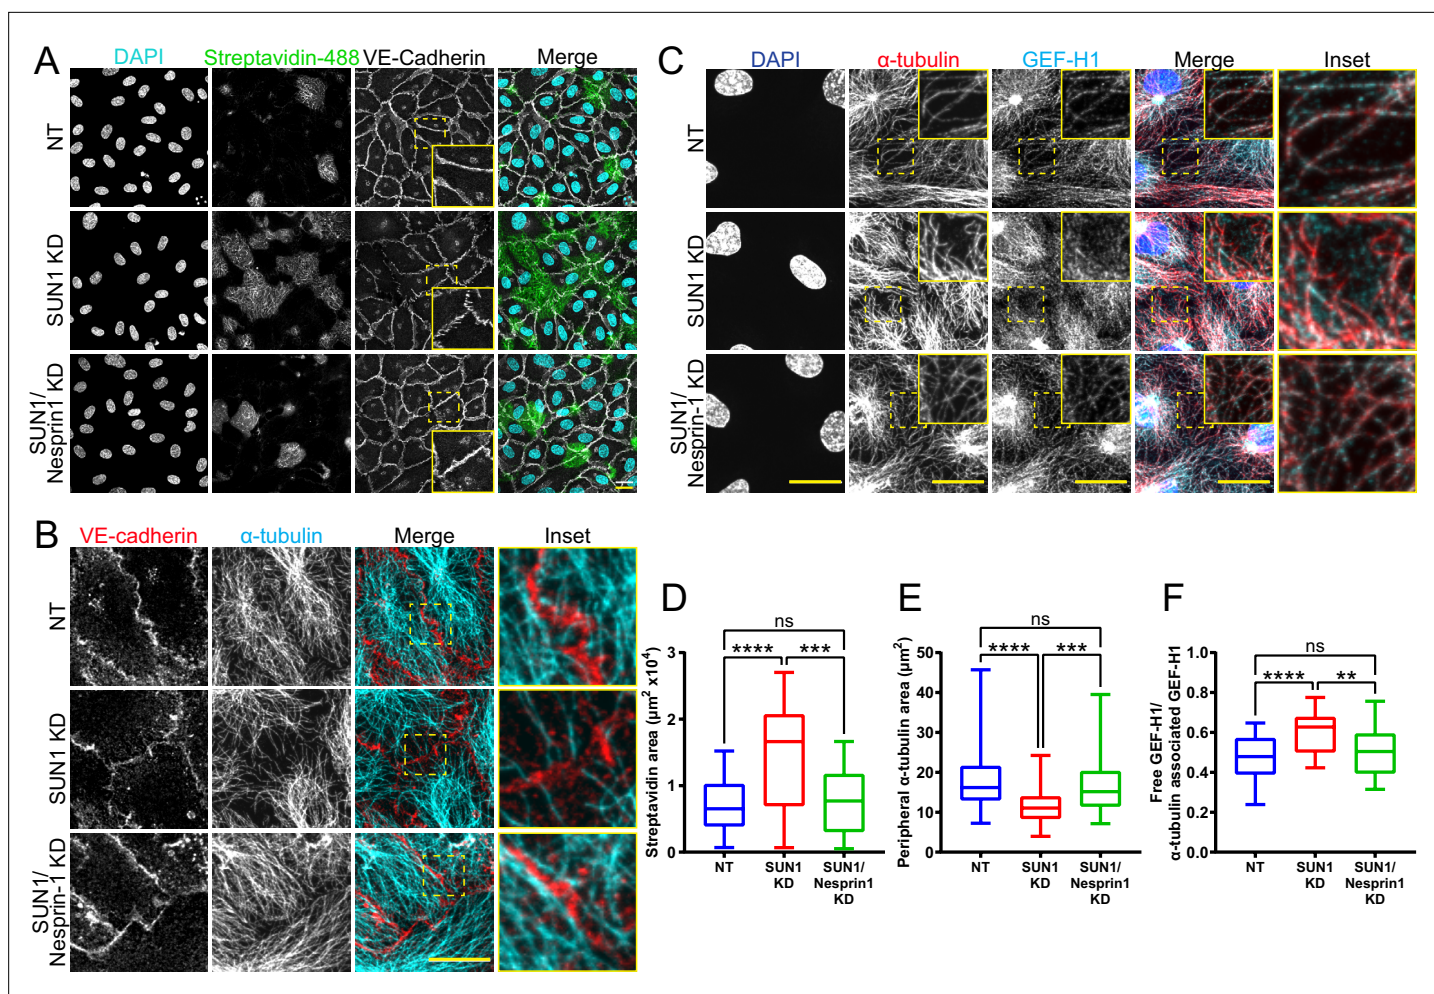 A
DAPI Streptavidin-488 VE-Cadherin Merge
NT
SUN1 KD
SUN1/
Nesprin1 KD
C
DAPI α-tubulin GEF-H1 Merge Inset
NT
SUN1 KD
SUN1/
Nesprin-1 KD
B
VE-cadherin α-tubulin Merge Inset
NT
SUN1 KD
SUN1/
Nesprin-1 KD
D
ns
**** ***
Streptavidin area (µm² x10⁴)
3
2
1
0
NT
SUN1
KD
SUN1/
Nesprin1
KD
E
ns
**** ***
Peripheral α-tubulin area (µm²)
50
40
30
20
10
0
NT
SUN1
KD
SUN1/
Nesprin1
KD
F
ns
**** **
Free GEF-H1/
α-tubulin associated GEF-H1
1.0
0.8
0.6
0.4
0.2
0.0
NT
SUN1
KD
SUN1/
Nesprin1
KD